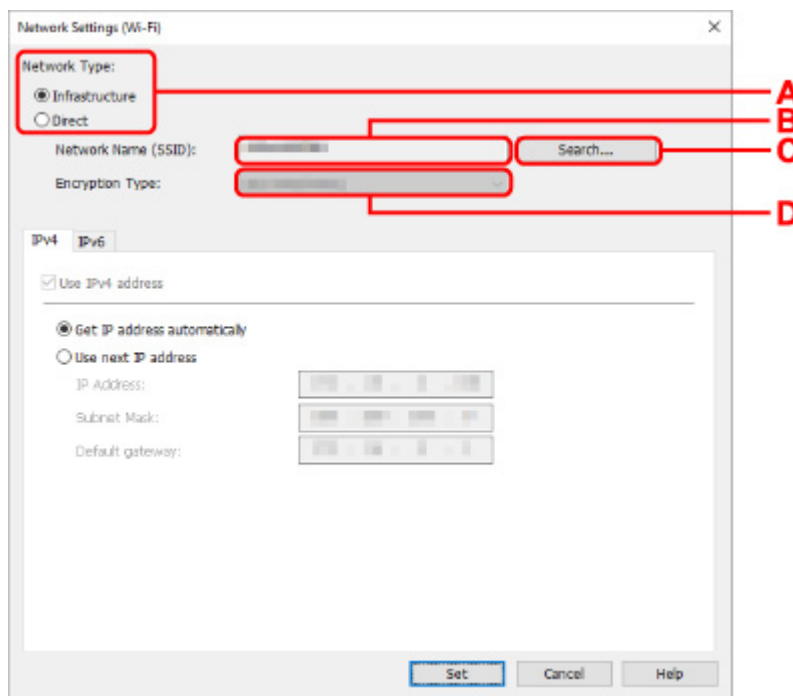 Network Settings (Wi-Fi)
Network Type:
Infrastructure
Direct
Network Name (SSID):
Search...
Encryption Type:
A
B
C
D
IPv4 IPv6
Use IPv4 address
Get IP address automatically
Use next IP address
IP Address:
Subnet Mask:
Default gateway:
Set Cancel Help